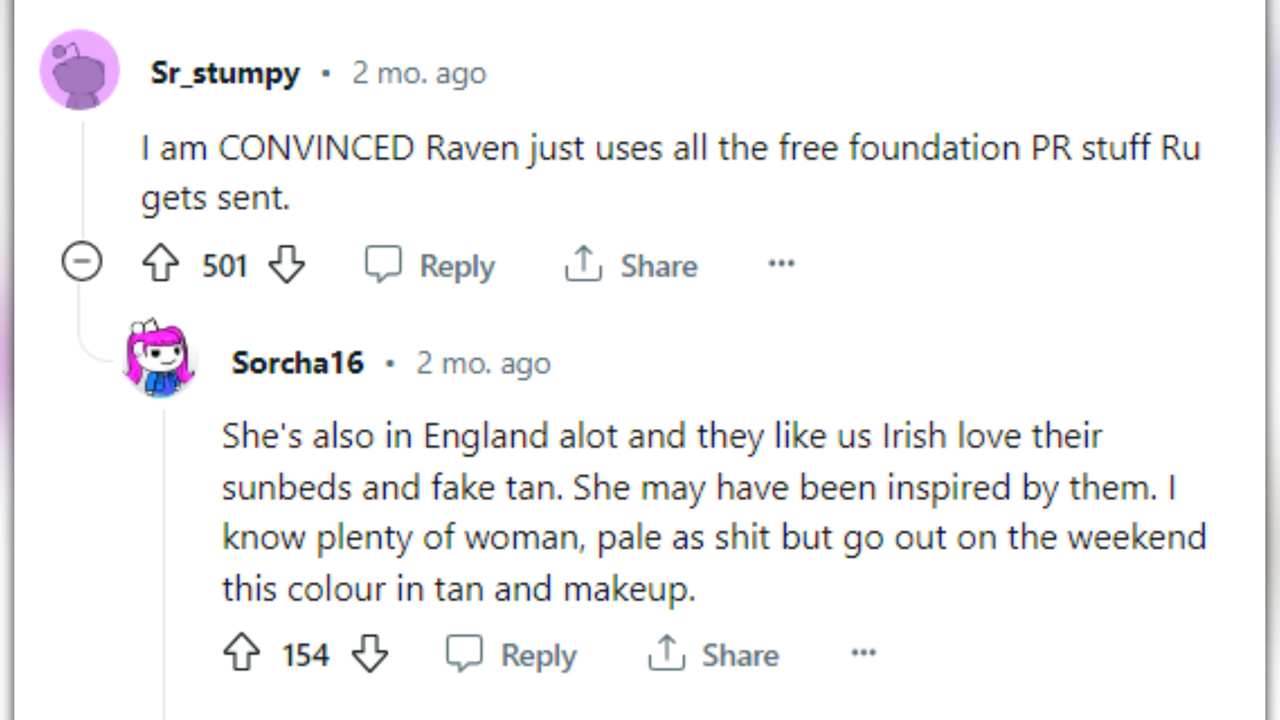 Sr_stumpy • 2 mo. ago
I am CONVINCED Raven just uses all the free foundation PR stuff Ru
gets sent.
501 Reply Share ...
Sorcha16 • 2 mo. ago
She's also in England alot and they like us Irish love their
sunbeds and fake tan. She may have been inspired by them. I
know plenty of woman, pale as shit but go out on the weekend
this colour in tan and makeup.
154 Reply Share ...